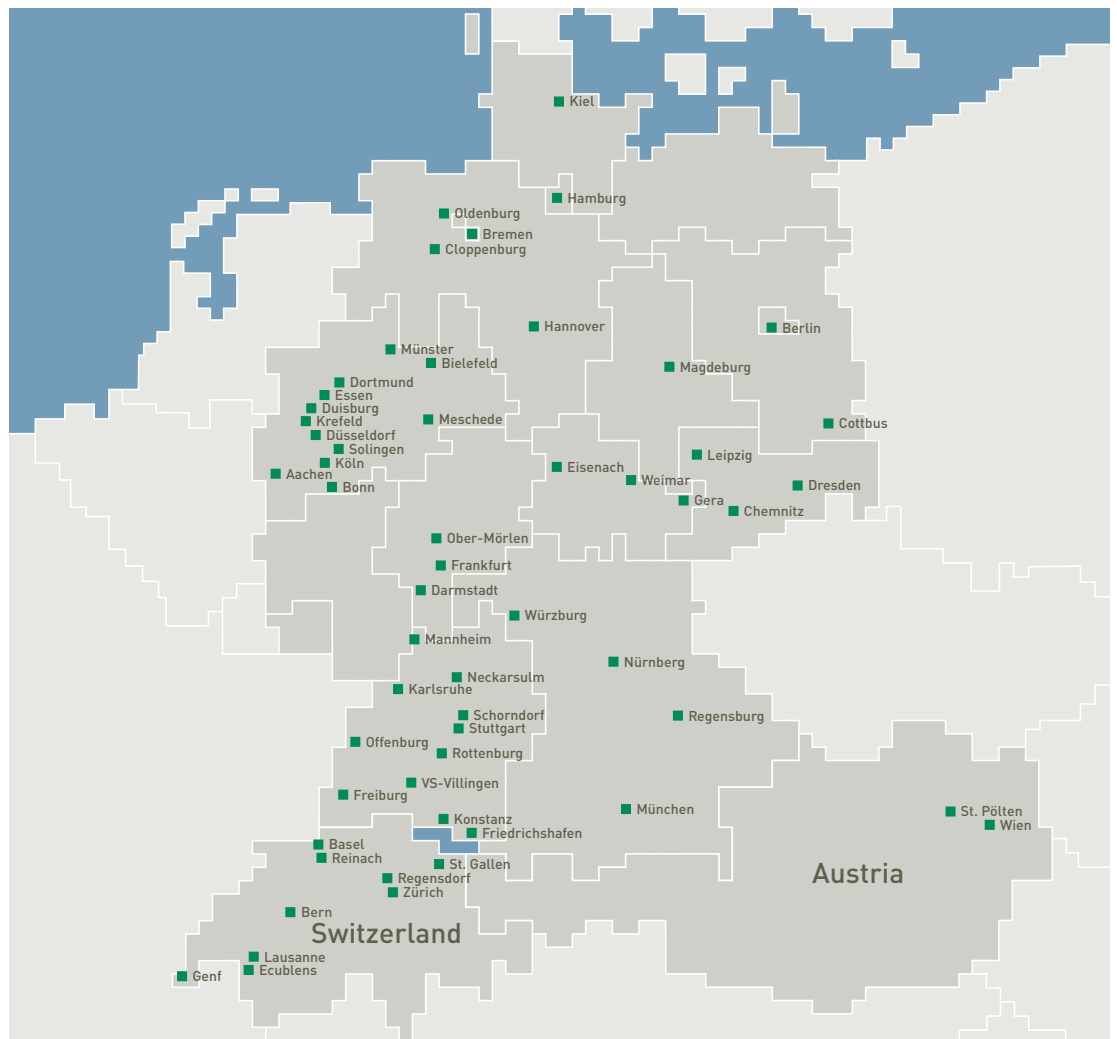 Kiel
Hamburg
Oldenburg
Bremen
Cloppenburg
Hannover
Berlin
Münster
Bielefeld
Magdeburg
Dortmund
Essen
Duisburg
Krefeld
Meschede
Cottbus
Düsseldorf
Solingen
Leipzig
Köln
Eisenach
Aachen
Weimar
Bonn
Dresden
Gera
Chemnitz
Ober-Mörlen
Frankfurt
Darmstadt
Würzburg
Mannheim
Nürnberg
Neckarsulm
Karlsruhe
Schorndorf
Regensburg
Stuttgart
Offenburg
Rottenburg
VS-Villingen
Freiburg
München
St. Pölten
Konstanz
Wien
Friedrichshafen
Basel
Reinach
St. Gallen
Austria
Regensdorf
Zürich
Bern
Switzerland
Lausanne
Ecublens
Genf